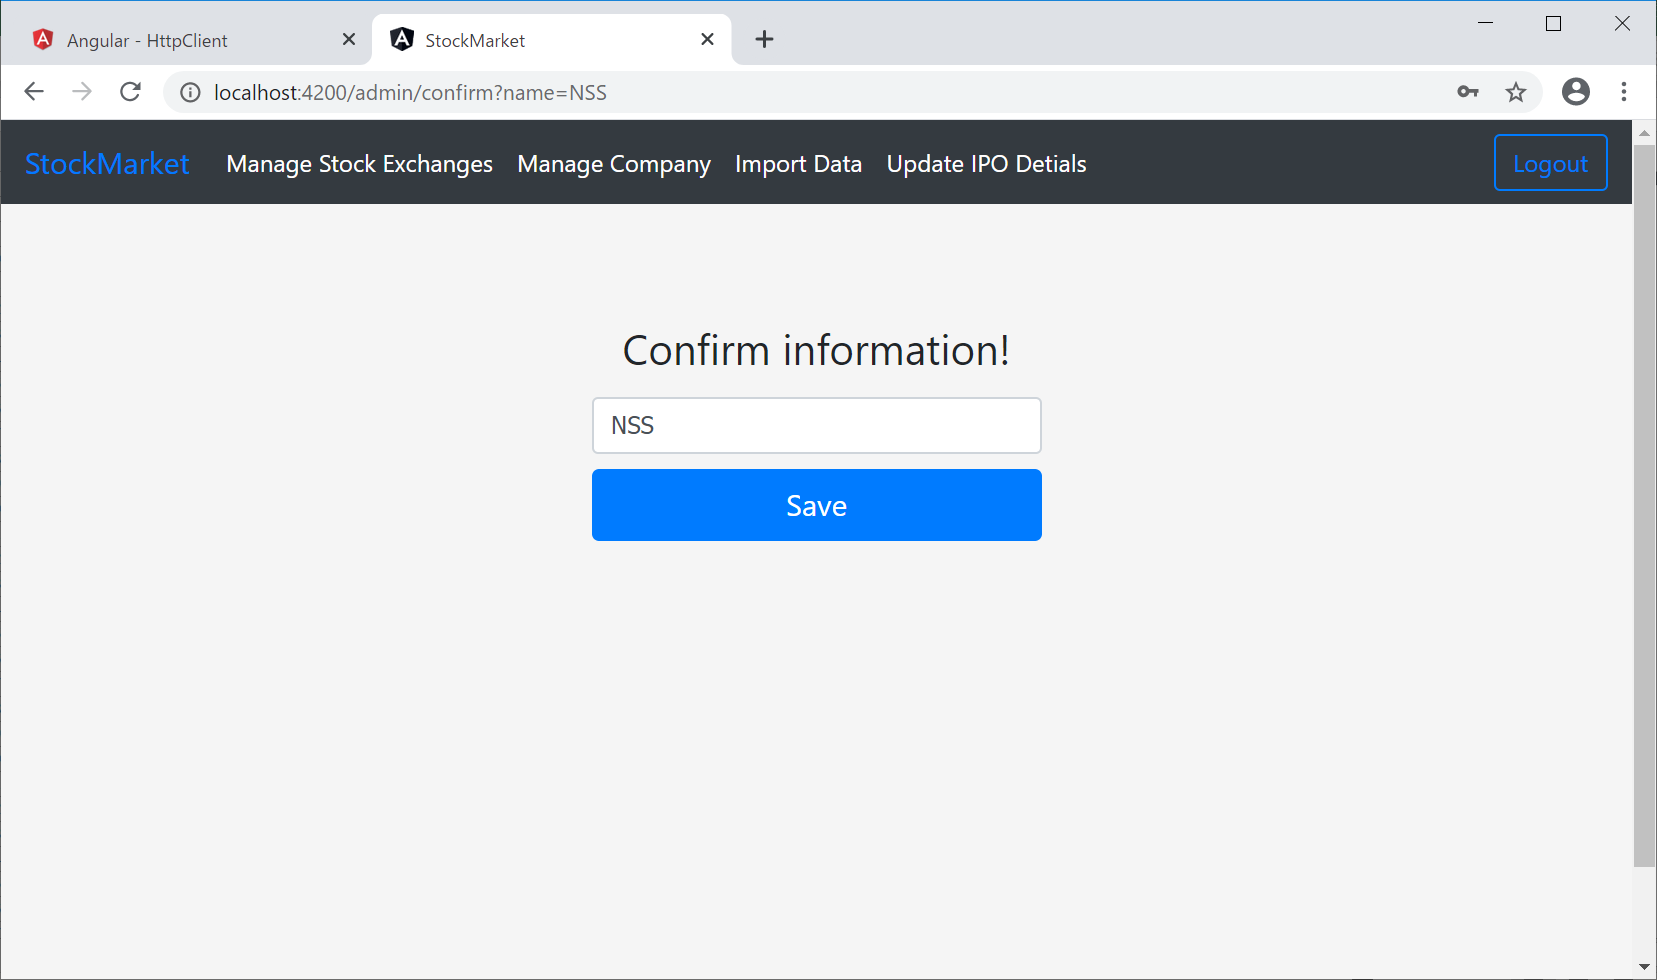 Angular - HttpClient
StockMarket
localhost:4200/admin/confirm?name=NSS
StockMarket Manage Stock Exchanges Manage Company Import Data Update IPO Detials Logout
Confirm information!
NSS
Save